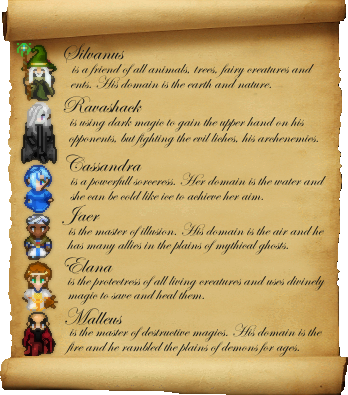 Silvanus
is a friend of all animals, trees, fairy creatures and
ents. His domain is the earth and nature.
Ravashack
is using dark magic to gain the upper hand on his
opponents, but fighting the evil liches, his archenemies.
Cassandra
is a powerfull sorceress. Her domain is the water and
she can be cold like ice to achieve her aim.
Jaer
is the master of illusion. His domain is the air and he
has many allies in the plains of mythical ghosts.
Elana
is the protectress of all living creatures and uses divinely
magic to save and heal them.
Malleus
is the master of destructive magics. His domain is the
fire and he rambled the plains of demons for ages.